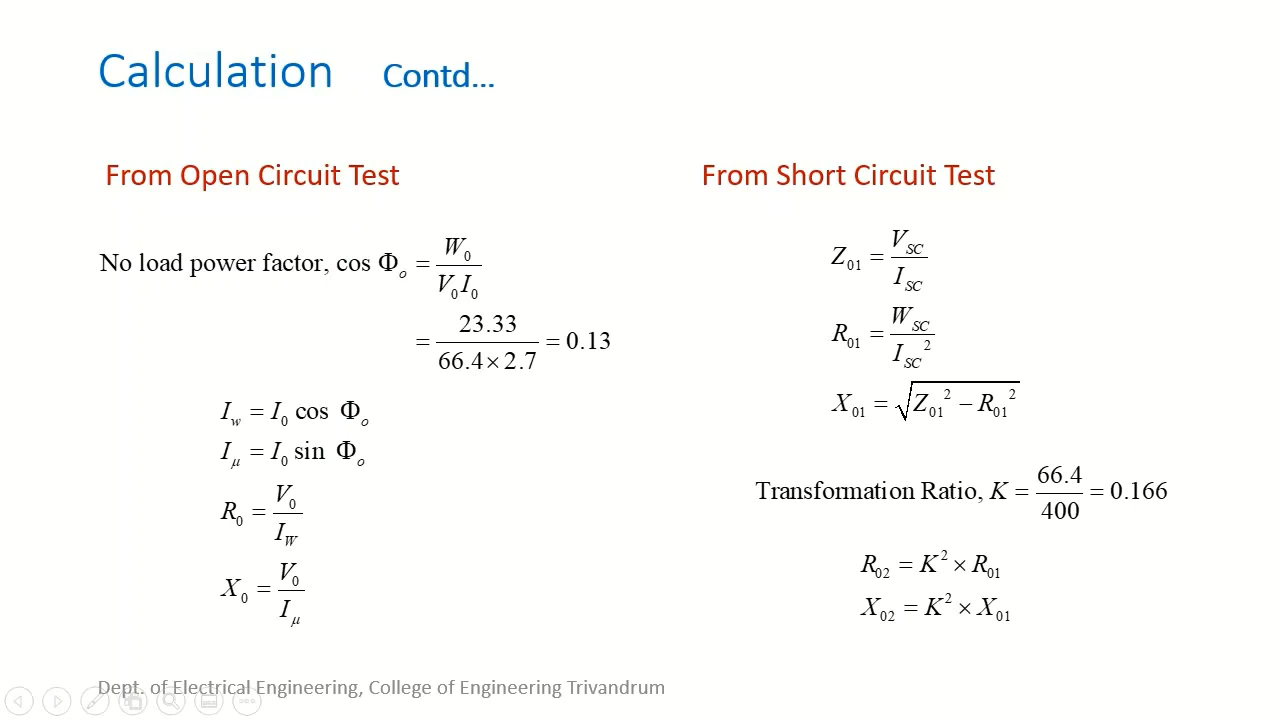 Calculation Contd...
From Open Circuit Test
No load power factor, cos Φo = W0 / V0 I0
= 23.33 / 66.4 × 2.7 = 0.13
Iw = I0 cos Φo
Iμ = I0 sin Φo
R0 = V0 / IW
X0 = V0 / Iμ
From Short Circuit Test
Z01 = VSC / ISC
R01 = WSC / ISC²
X01 = √(Z01² − R01²)
Transformation Ratio, K = 66.4 / 400 = 0.166
R02 = K² × R01
X02 = K² × X01
Dept. of Electrical Engineering, College of Engineering Trivandrum